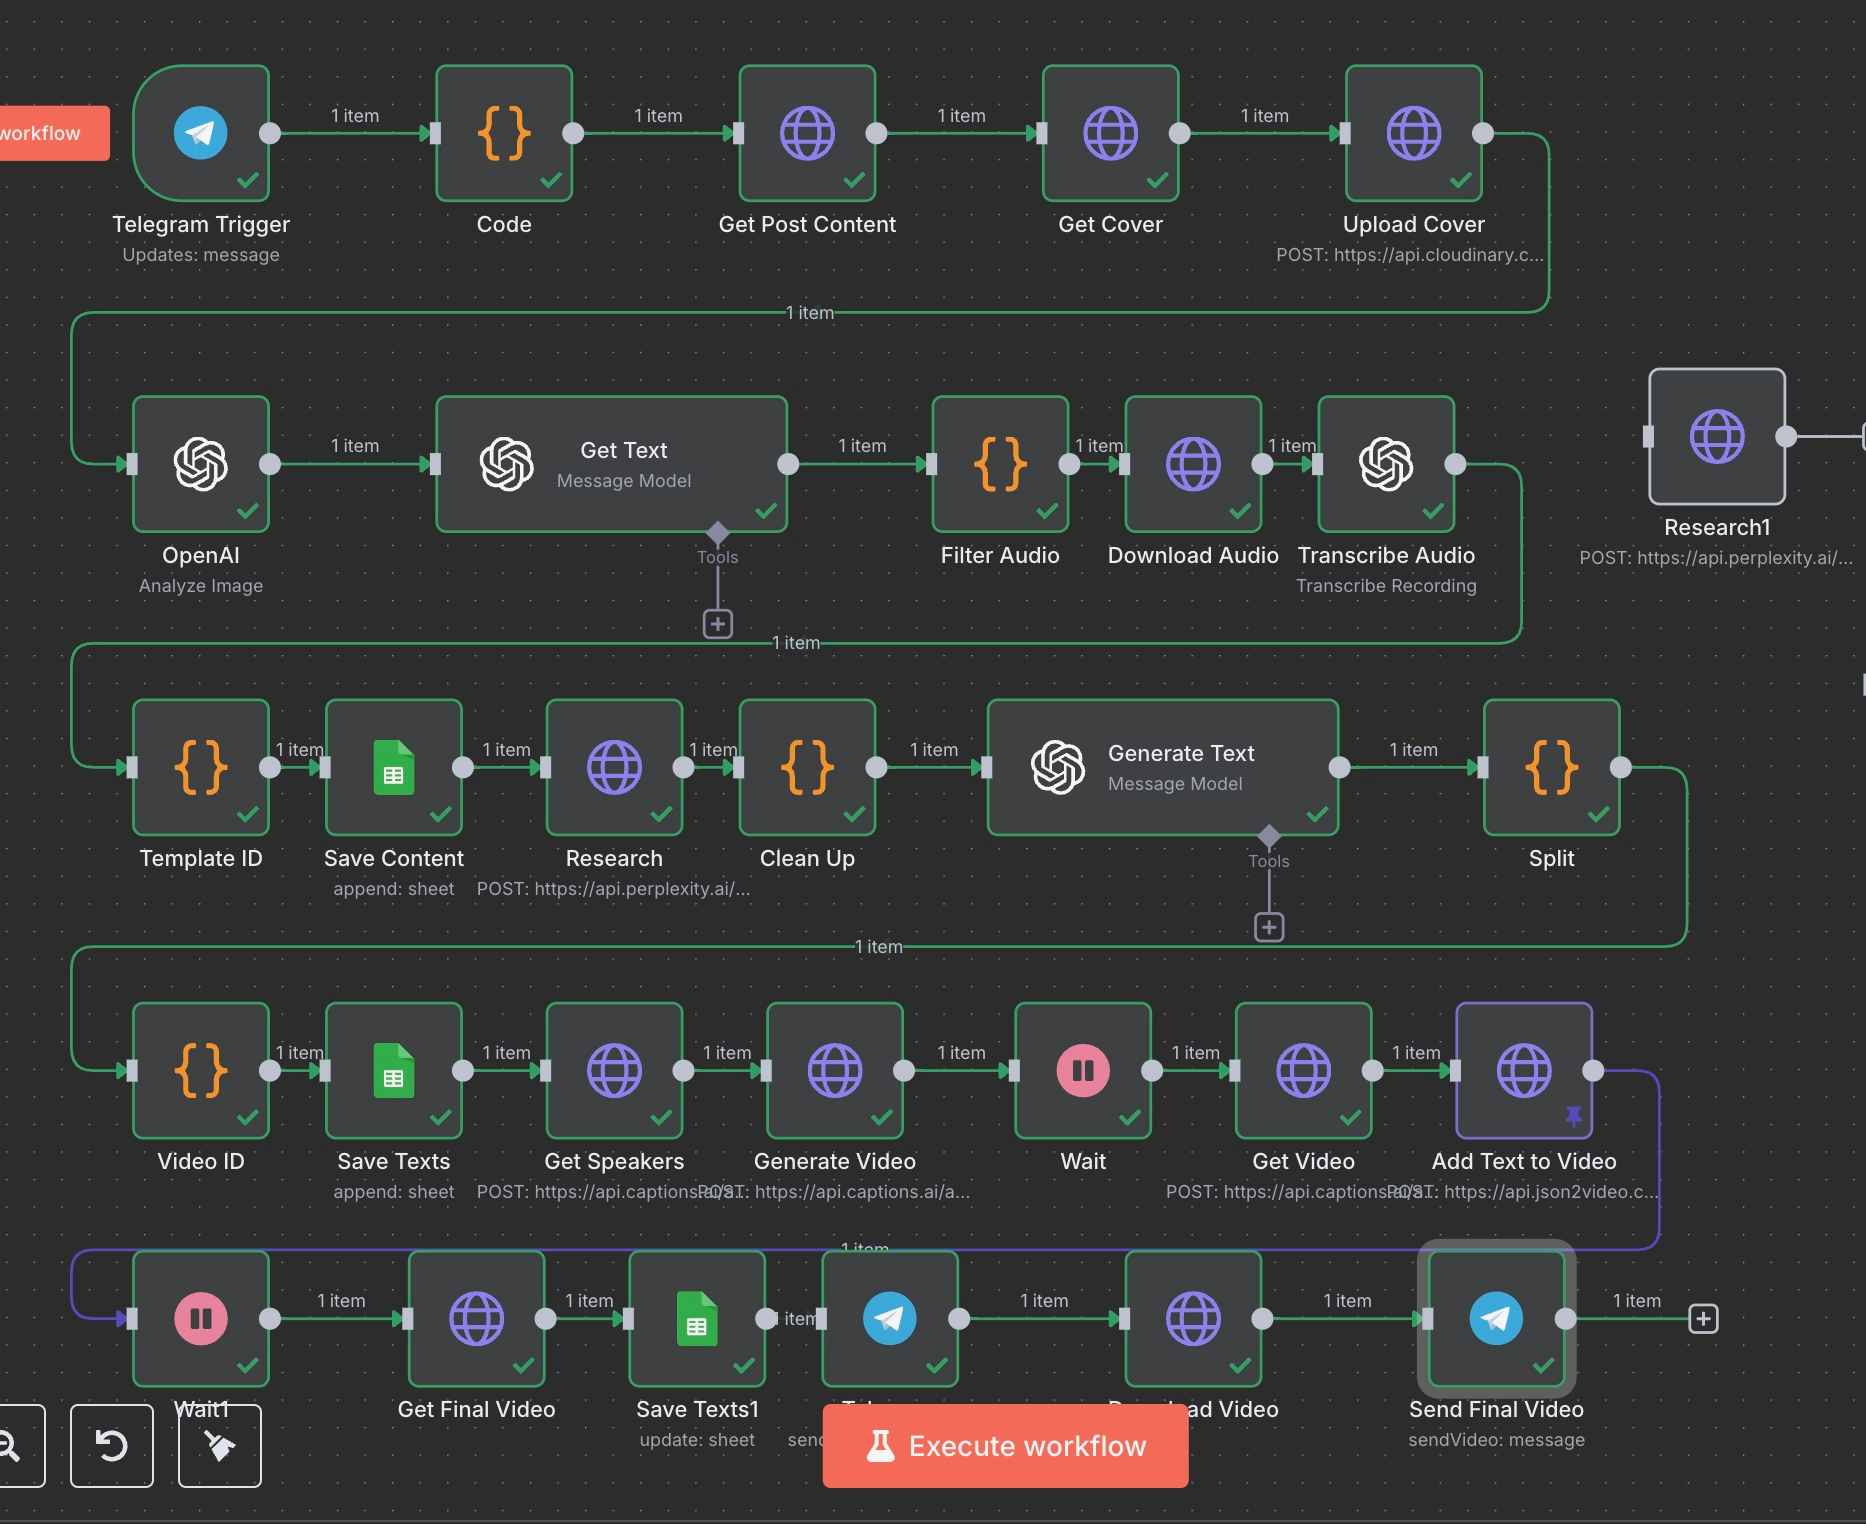 workflow
1 item
1 item
1 item
1 item
Telegram Trigger
Updates: message
Code
Get Post Content
Get Cover
Upload Cover
POST: https://api.cloudinary.c...
1 item
1 item
Get Text
Message Model
1 item
1 item
1 item
Tools
OpenAI
Analyze Image
Filter Audio
Download Audio
Transcribe Audio
Transcribe Recording
Research1
POST: https://api.perplexity.ai/...
1 item
1 item
1 item
1 item
1 item
Generate Text
Message Model
1 item
Tools
Template ID
Save Content
append: sheet
Research
POST: https://api.perplexity.ai/...
Clean Up
Split
1 item
1 item
1 item
1 item
1 item
1 item
1 item
Video ID
Save Texts
append: sheet
Get Speakers
POST: https://api.captions.ai/a...
Generate Video
POST: https://api.captions.ai/a...
Wait
Get Video
POST: https://api.captions.ai/a...
Add Text to Video
POST: https://api.json2video.c...
1 item
1 item
1 item
item
1 item
1 item
1 item
Wait1
Get Final Video
Save Texts1
update: sheet
ad Video
Send Final Video
sendVideo: message
Execute workflow